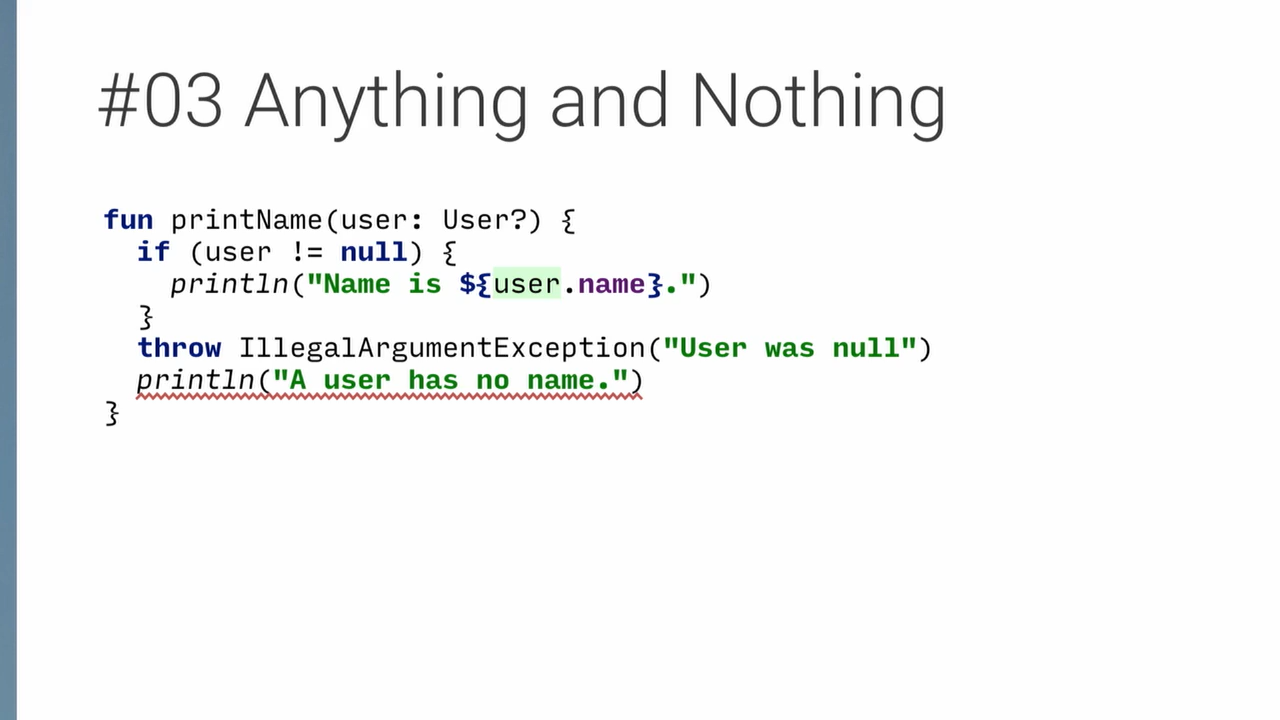 #03 Anything and Nothing
fun printName(user: User?) {
  if (user != null) {
    println("Name is ${user.name}.")
  }
  throw IllegalArgumentException("User was null")
  println("A user has no name.")
}